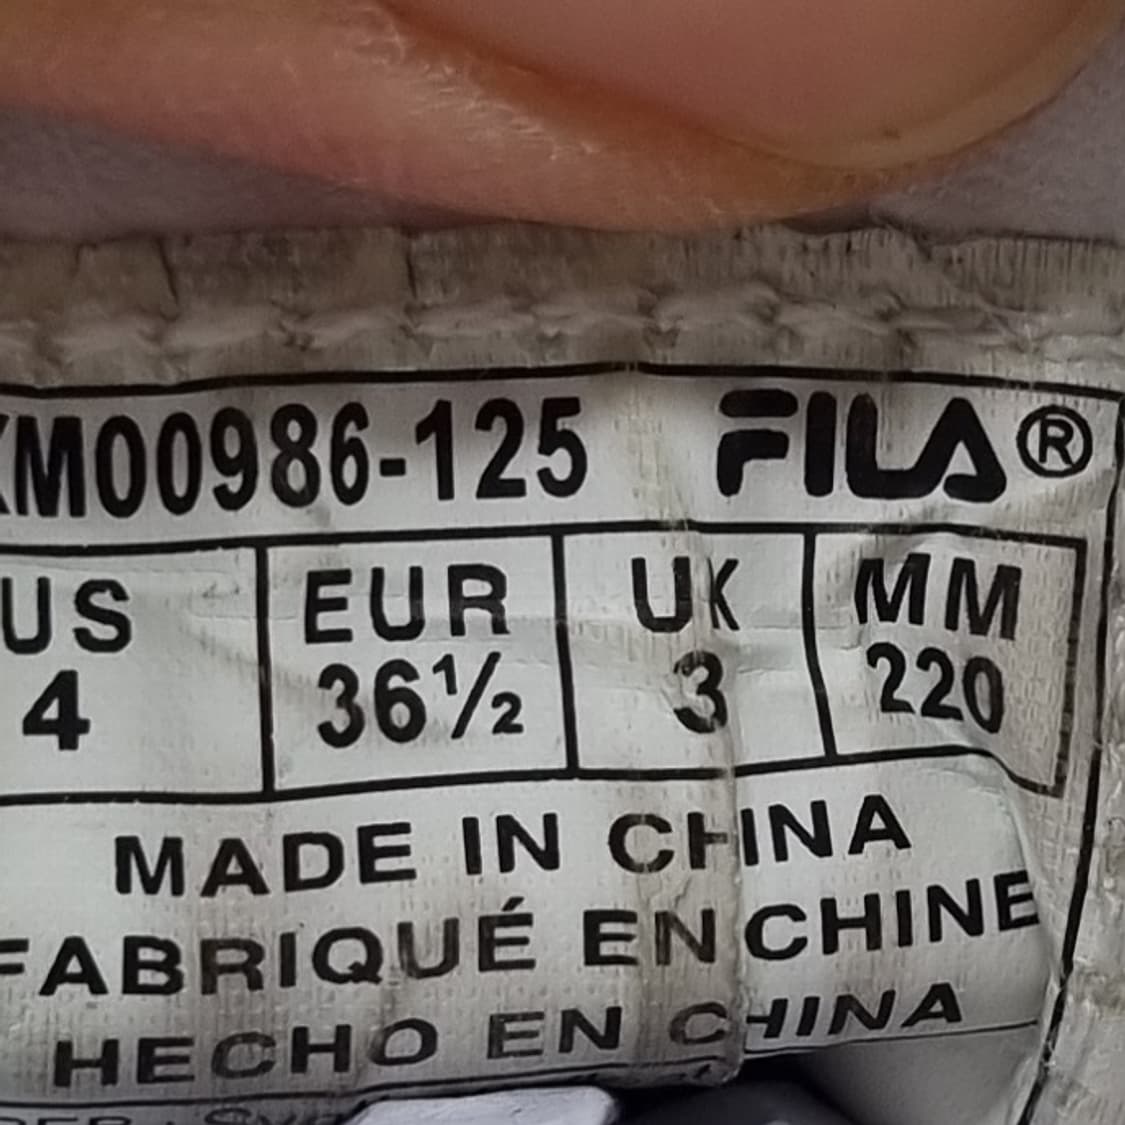 XM00986-125 FILA®
US EUR UK MM
4 36½ 3 220
MADE IN CHINA
FABRIQUÉ EN CHINE
HECHO EN CHINA